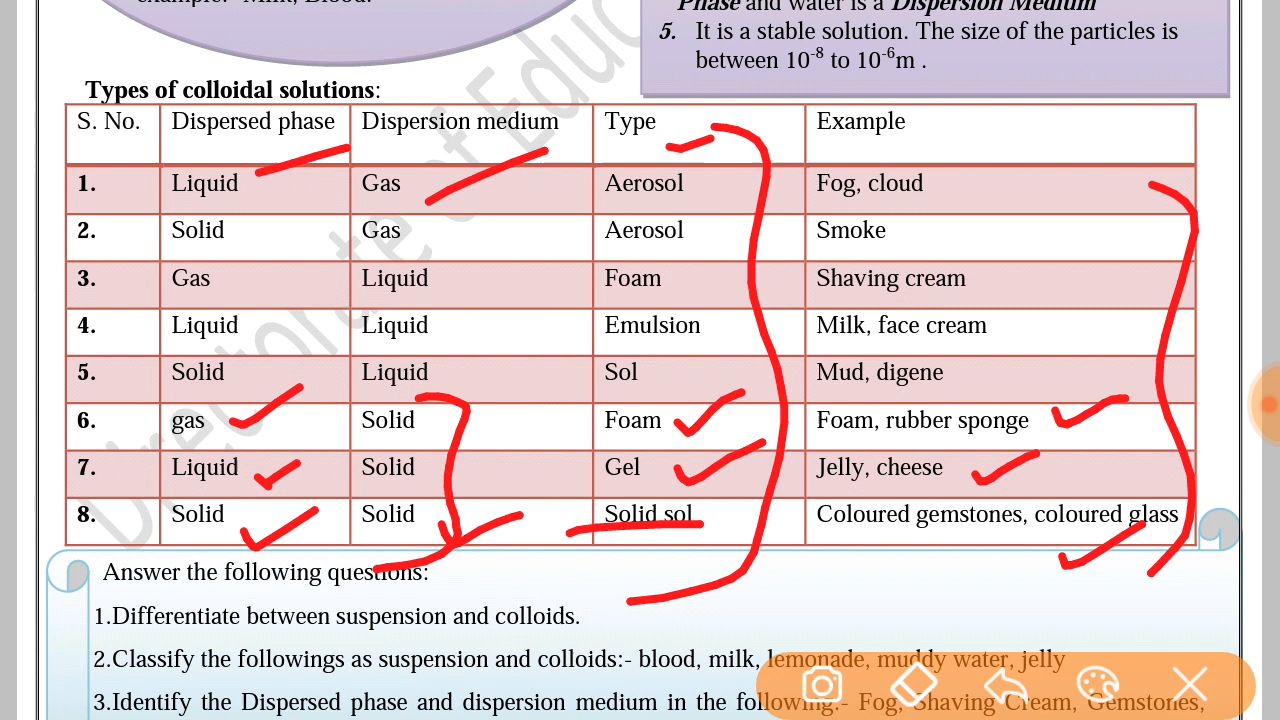 Phase and water is a Dispersion Medium
example:- Milk, Blood.
5. It is a stable solution. The size of the particles is
between 10-8 to 10-6m .
Types of colloidal solutions:
S. No. Dispersed phase Dispersion medium Type Example
1. Liquid Gas Aerosol Fog, cloud
2. Solid Gas Aerosol Smoke
3. Gas Liquid Foam Shaving cream
4. Liquid Liquid Emulsion Milk, face cream
5. Solid Liquid Sol Mud, digene
6. gas Solid Foam Foam, rubber sponge
7. Liquid Solid Gel Jelly, cheese
8. Solid Solid Solid sol Coloured gemstones, coloured glass
Directorate of Educ
Answer the following questions:
1.Differentiate between suspension and colloids.
2.Classify the followings as suspension and colloids:- blood, milk, lemonade, muddy water, jelly
3.Identify the Dispersed phase and dispersion medium in the following:- Fog, Shaving Cream, Gemstones,